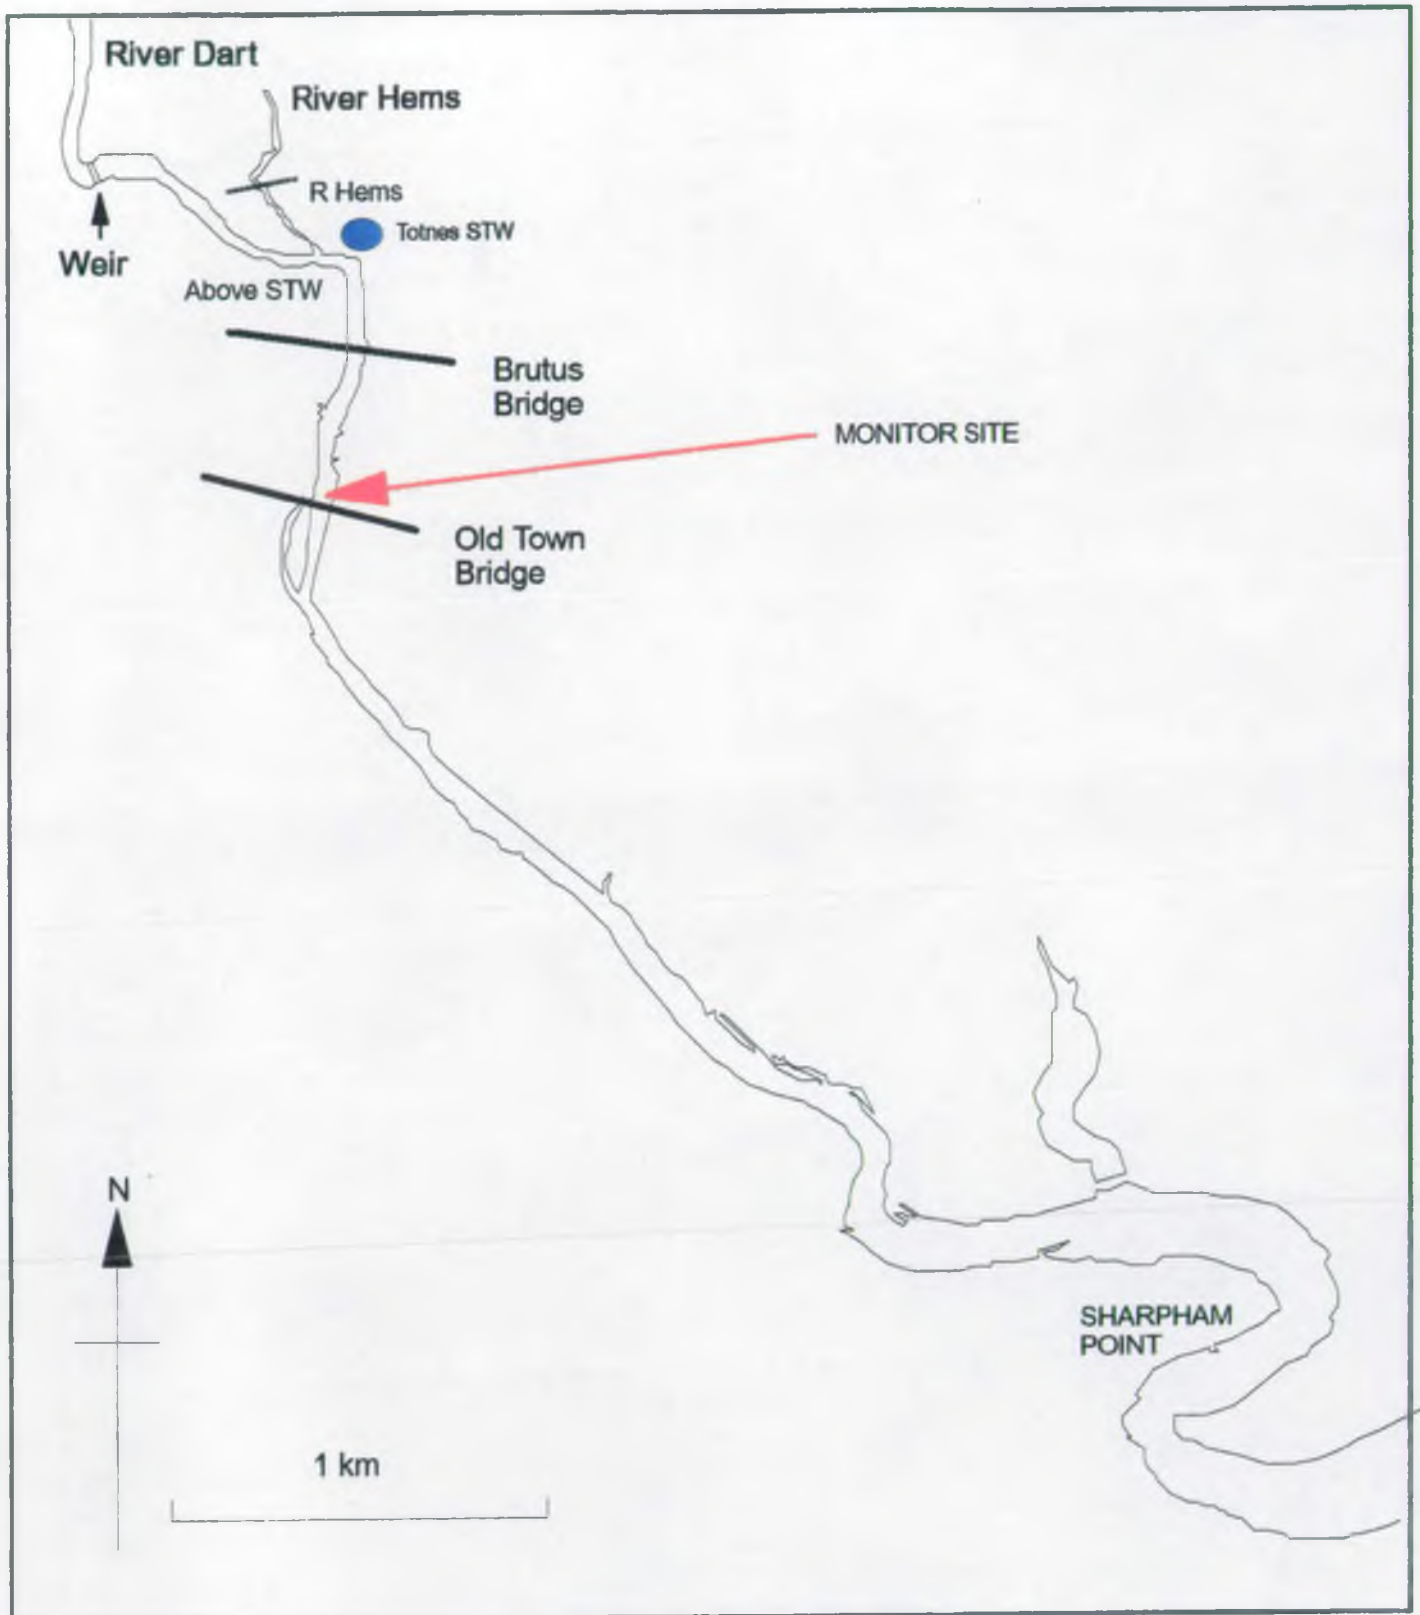 River Dart
River Hems
R Hems
Totnes STW
Weir
Above STW
Brutus
Bridge
MONITOR SITE
Old Town
Bridge
N
SHARPHAM
POINT
1 km